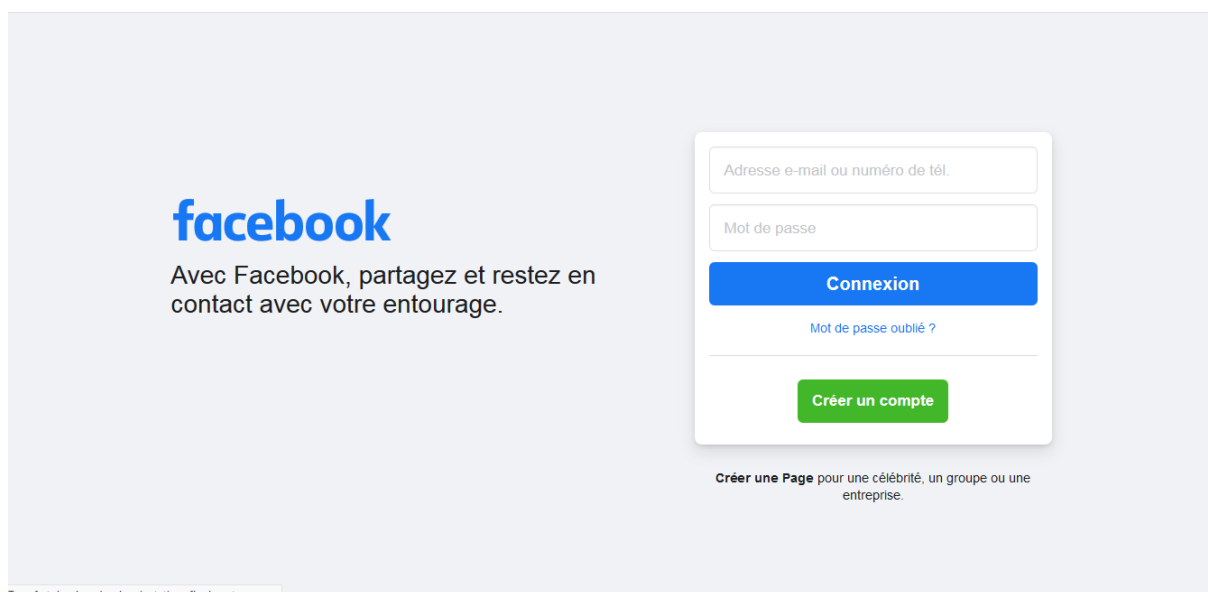 facebook
Avec Facebook, partagez et restez en
contact avec votre entourage.
Adresse e-mail ou numéro de tél.
Mot de passe
Connexion
Mot de passe oublié ?
Créer un compte
Créer une Page pour une célébrité, un groupe ou une
entreprise.